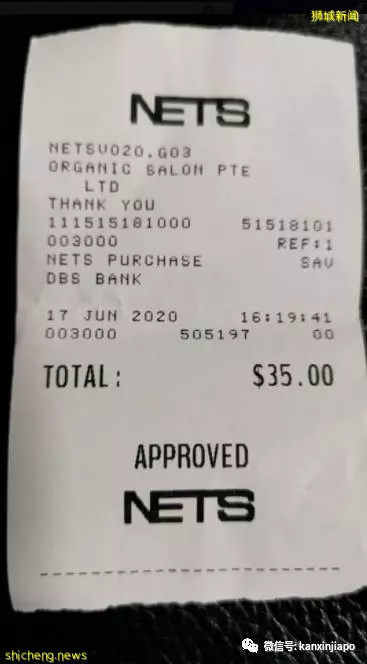 狮城新闻
NETS
NETSV020.G03
ORGANIC SALON PTE
LTD
THANK YOU
111515181000 51518101
003000 REF:1
NETS PURCHASE SAV
DBS BANK
17 JUN 2020 16:19:41
003000 505197 00
TOTAL: $35.00
APPROVED
NETS
微信号: kanxinjiapo
shicheng.news